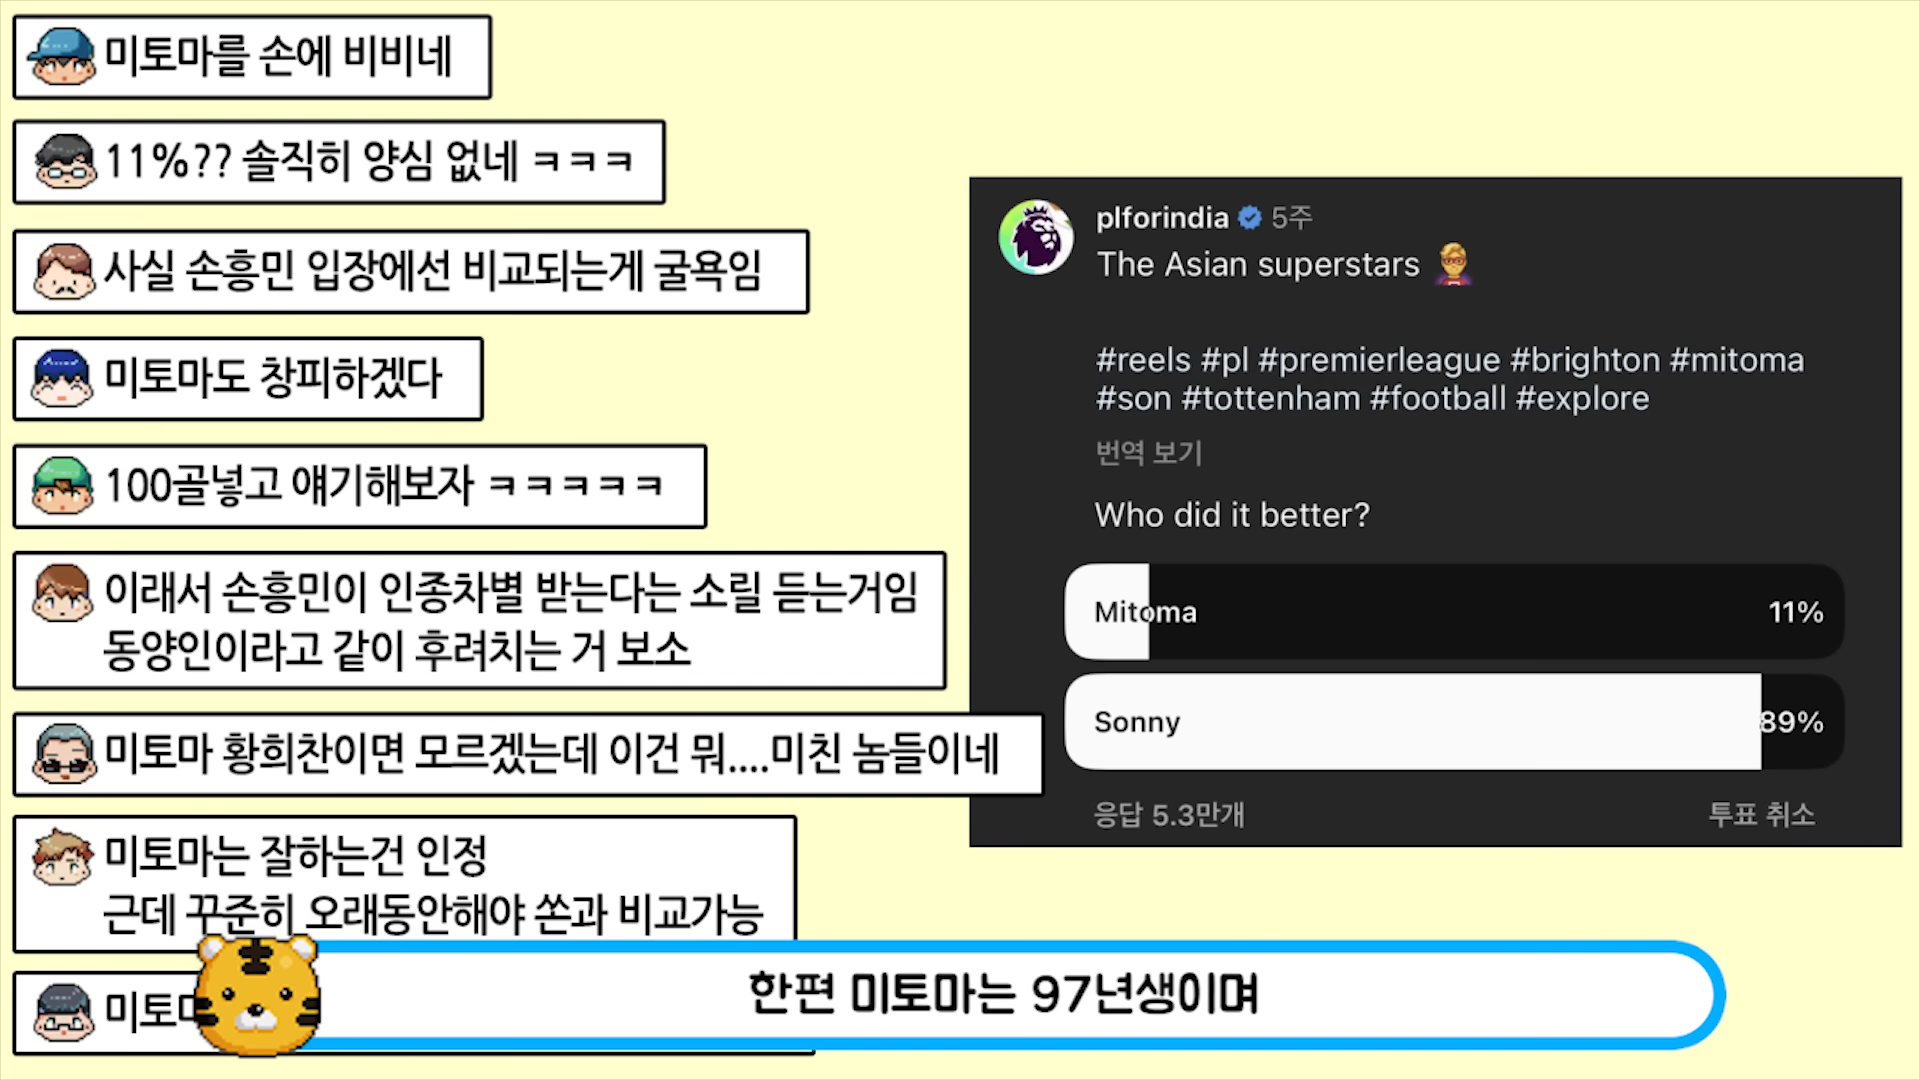 미토마를 손에 비비네
11%?? 솔직히 양심 없네 ㅋㅋㅋ
사실 손흥민 입장에선 비교되는게 굴욕임
미토마도 창피하겠다
100골넣고 얘기해보자 ㅋㅋㅋㅋㅋ
이래서 손흥민이 인종차별 받는다는 소릴 듣는거임
동양인이라고 같이 후려치는 거 보소
미토마 황희찬이면 모르겠는데 이건 뭐....미친 놈들이네
미토마는 잘하는건 인정
근데 꾸준히 오래동안해야 쏜과 비교가능
plforindia 5주
The Asian superstars
#reels #pl #premierleague #brighton #mitoma
#son #tottenham #football #explore
번역 보기
Who did it better?
Mitoma 11%
Sonny 89%
응답 5.3만개 투표 취소
한편 미토마는 97년생이며